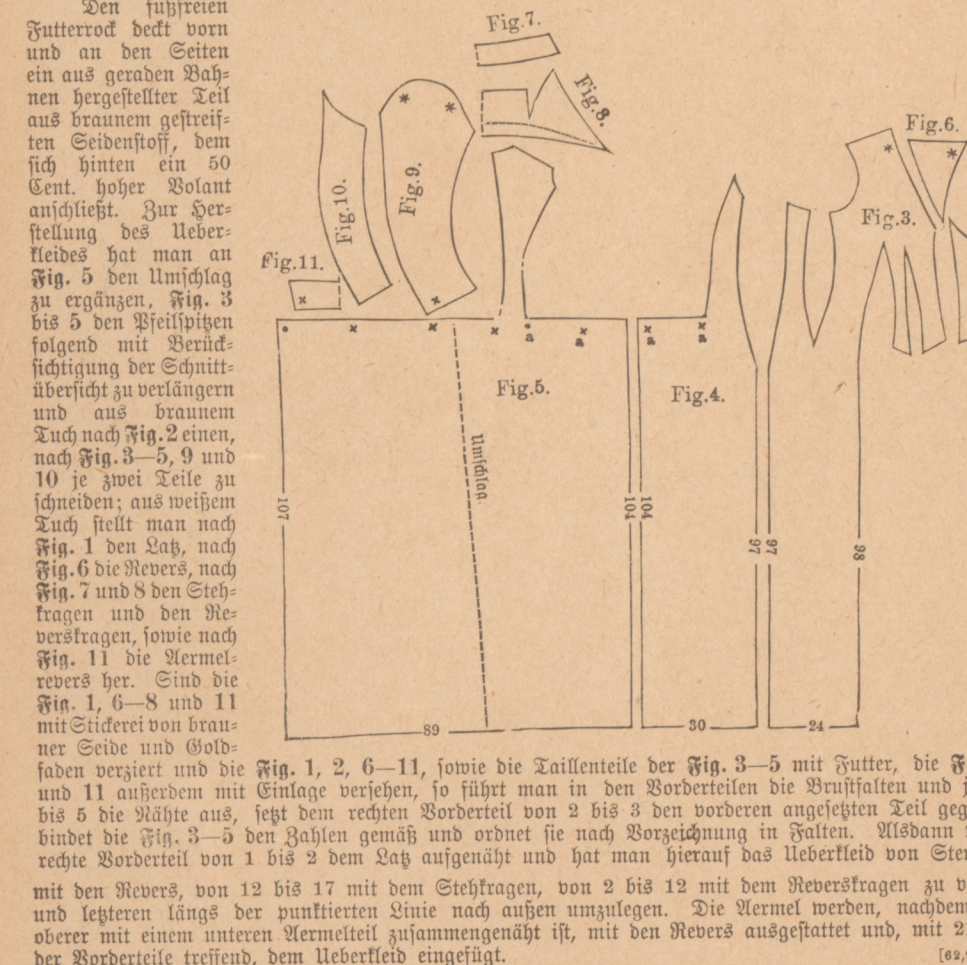 Den fußfreien
Futterrock deckt vorn
und an den Seiten
ein aus geraden Bah⸗
nen hergestellter Teil
aus braunem gestreif⸗
ten Seidenstoff, dem
sich hinten ein 50
Cent. hoher Volant
anschließt. Zur Her⸗
stellung des Ueber⸗
kleides hat man an
Fig. 5 den Umschlag
zu ergänzen, Fig. 3
bis 5 den Pfeilspitzen
folgend mit Berück⸗
sichtigung der Schnitt⸗
übersicht zu verlängern
und aus braunem
Tuch nach Fig. 2 einen,
nach Fig. 3—5, 9 und
10 je zwei Teile zu
schneiden; aus weißem
Tuch stellt man nach
Fig. 1 den Latz, nach
Fig. 6 die Revers, nach
Fig. 7 und 8 den Steh⸗
kragen und den Re⸗
verskragen, sowie nach
Fig. 11 die Aermel⸗
revers her. Sind die
Fig. 1, 6—8 und 11
mit Stickerei von brau⸗
ner Seide und Gold⸗
faden verziert und die Fig. 1, 2, 6—11, sowie die Taillenteile der Fig. 3—5 mit Futter, die
und 11 außerdem mit Einlage versehen, so führt man in den Vorderteilen die Brustfalten und
bis 5 die Nähte aus, setzt dem rechten Vorderteil von 2 bis 3 den vorderen angesetzten Teil geg
bindet die Fig. 3—5 den Zahlen gemäß und ordnet sie nach Vorzeichnung in Falten. Alsdann
rechte Vorderteil von 1 bis 2 dem Latz aufgenäht und hat man hierauf das Ueberkleid von Ster
mit den Revers, von 12 bis 17 mit dem Stehkragen, von 2 bis 12 mit dem Reverskragen zu v
und letzteren längs der punktierten Linie nach außen umzulegen. Die Aermel werden, nachdem
oberer mit einem unteren Aermelteil zusammengenäht ist, mit den Revers ausgestattet und, mit 2
der Vorderteile treffend, dem Ueberkleid eingefügt.
[62,
Fig.7.
Fig.8.
Fig.6.
Fig.10.
Fig.9.
Fig.3.
Fig.11.
a
a
a
a
Fig.5.
Fig.4.
Umschlag.
107
104
104
97
97
98
89
30
24